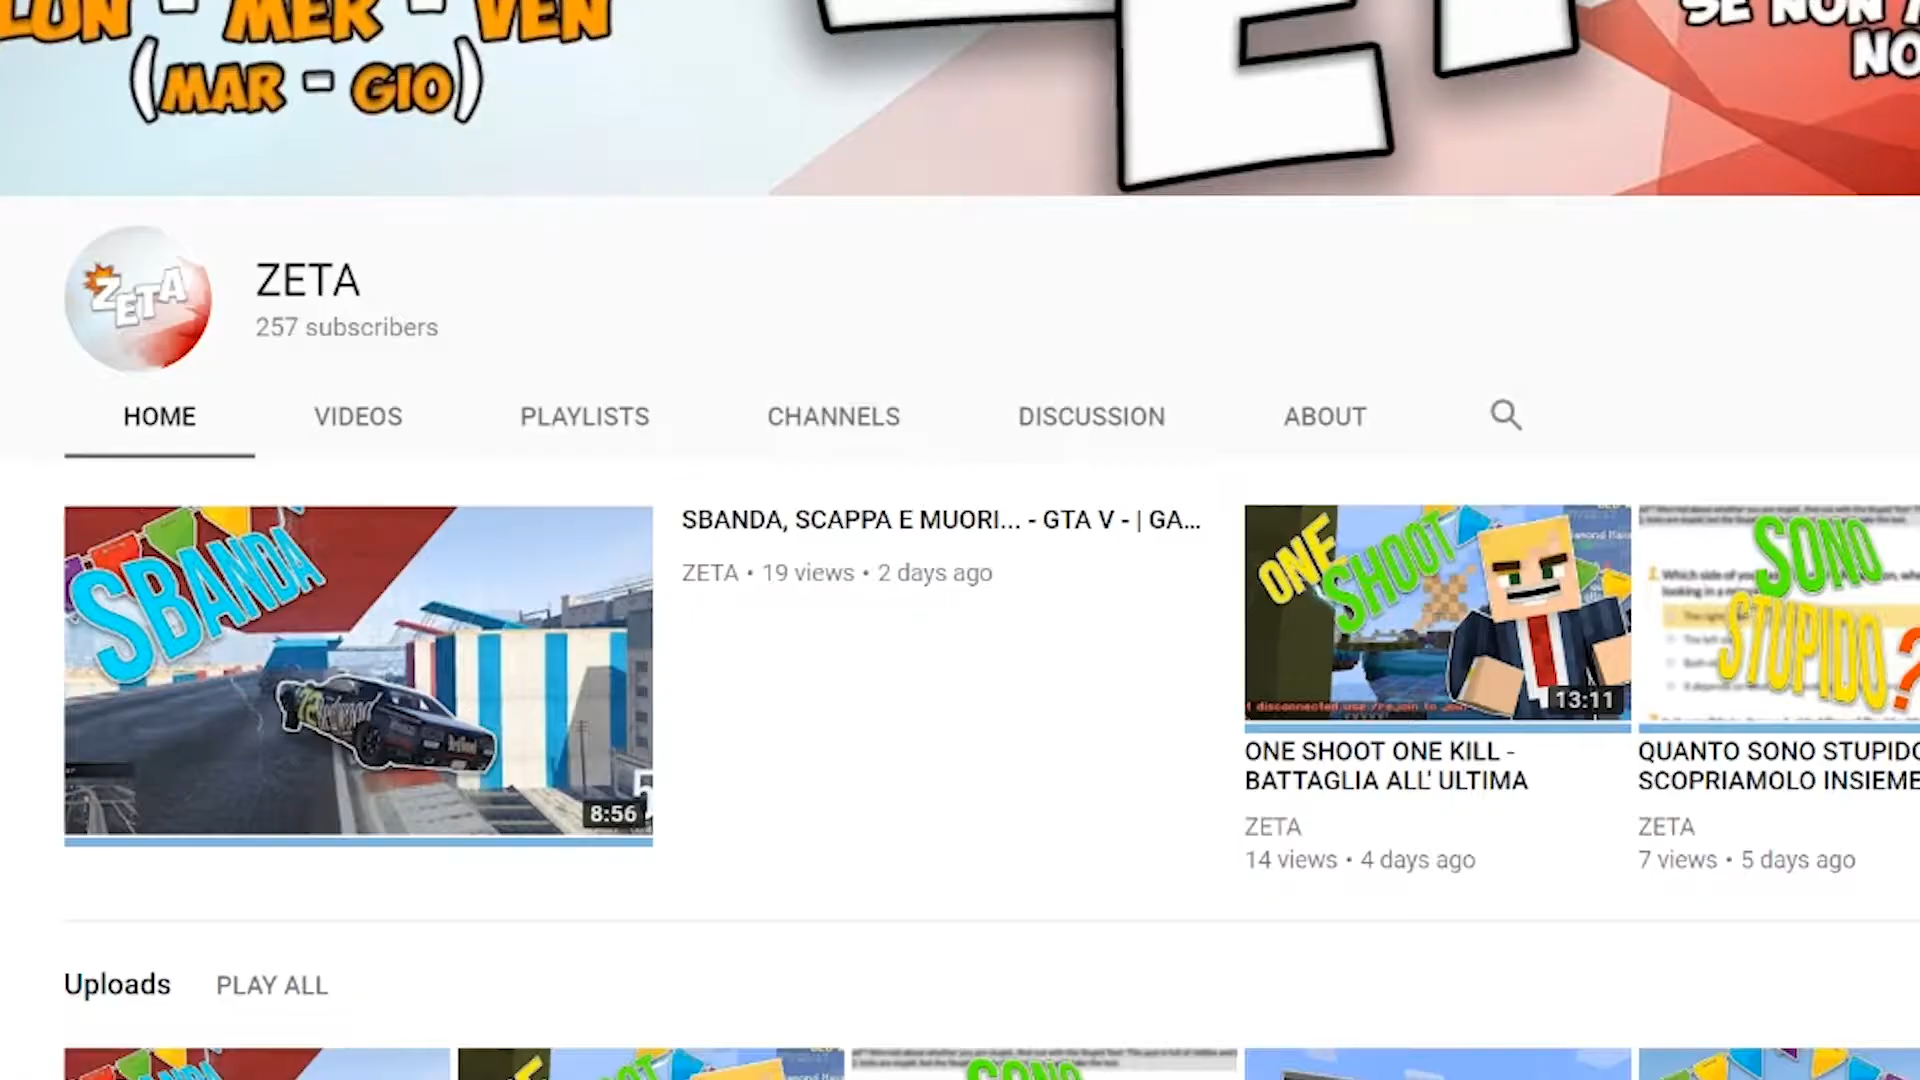 LUN - MER - VEN
(MAR - GIO)
SE NON
ZETA
ZETA
257 subscribers
HOME VIDEOS PLAYLISTS CHANNELS DISCUSSION ABOUT
SBANDA
8:56
SBANDA, SCAPPA E MUORI... - GTA V - | GA...
ZETA • 19 views • 2 days ago
ONE
SHOOT
13:11
ONE SHOOT ONE KILL -
BATTAGLIA ALL' ULTIMA
ZETA
14 views • 4 days ago
SONO
STUPIDO?
QUANTO SONO STUPIDO
SCOPRIAMOLO INSIEME
ZETA
7 views • 5 days ago
Uploads PLAY ALL